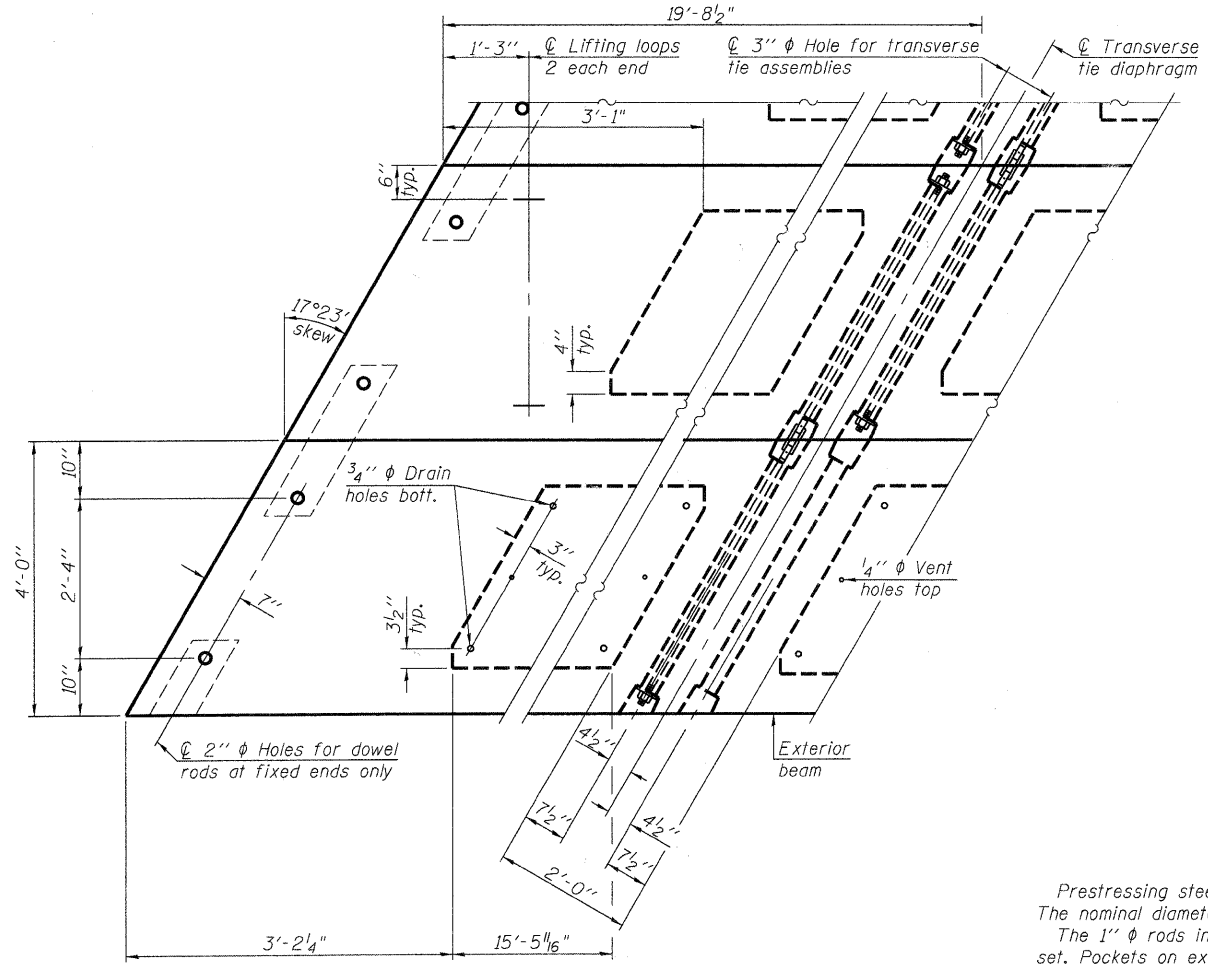 19'-8½"
1'-3"
℄ Lifting loops
2 each end
℄ 3" ϕ Hole for transverse
tie assemblies
℄ Transverse
tie diaphragm
3'-1"
6"
typ.
17°23'
skew
4"
typ.
10"
2'-4"
10"
4'-0"
¾" ϕ Drain
holes bott.
3"
typ.
7"
3½"
typ.
¼" ϕ Vent
holes top
℄ 2" ϕ Holes for dowel
rods at fixed ends only
4½"
Exterior
beam
7½"
4½"
7½"
2'-0"
3'-2¼"
15'-5¹¹⁄₁₆"
Prestressing stee
The nominal diamete
The 1" ϕ rods in
set. Pockets on ex